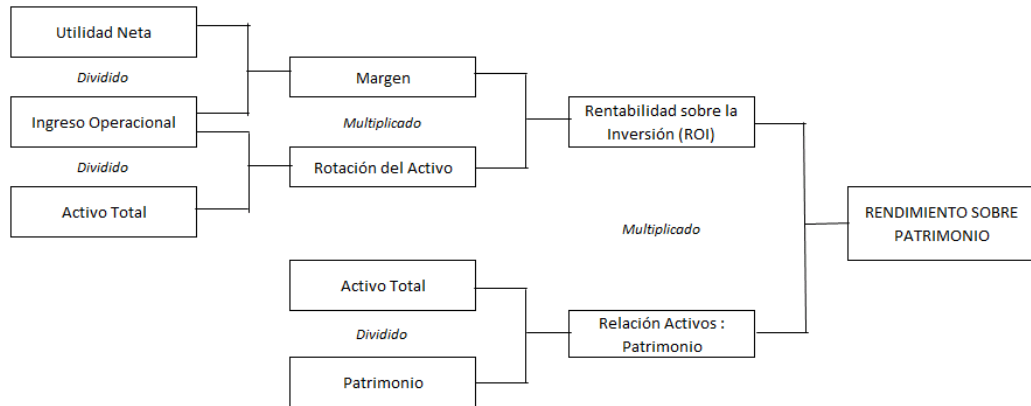 Utilidad Neta
Dividido
Ingreso Operacional
Dividido
Activo Total
Margen
Multiplicado
Rotación del Activo
Activo Total
Dividido
Patrimonio
Rentabilidad sobre la
Inversión (ROI)
Multiplicado
Relación Activos :
Patrimonio
RENDIMIENTO SOBRE
PATRIMONIO